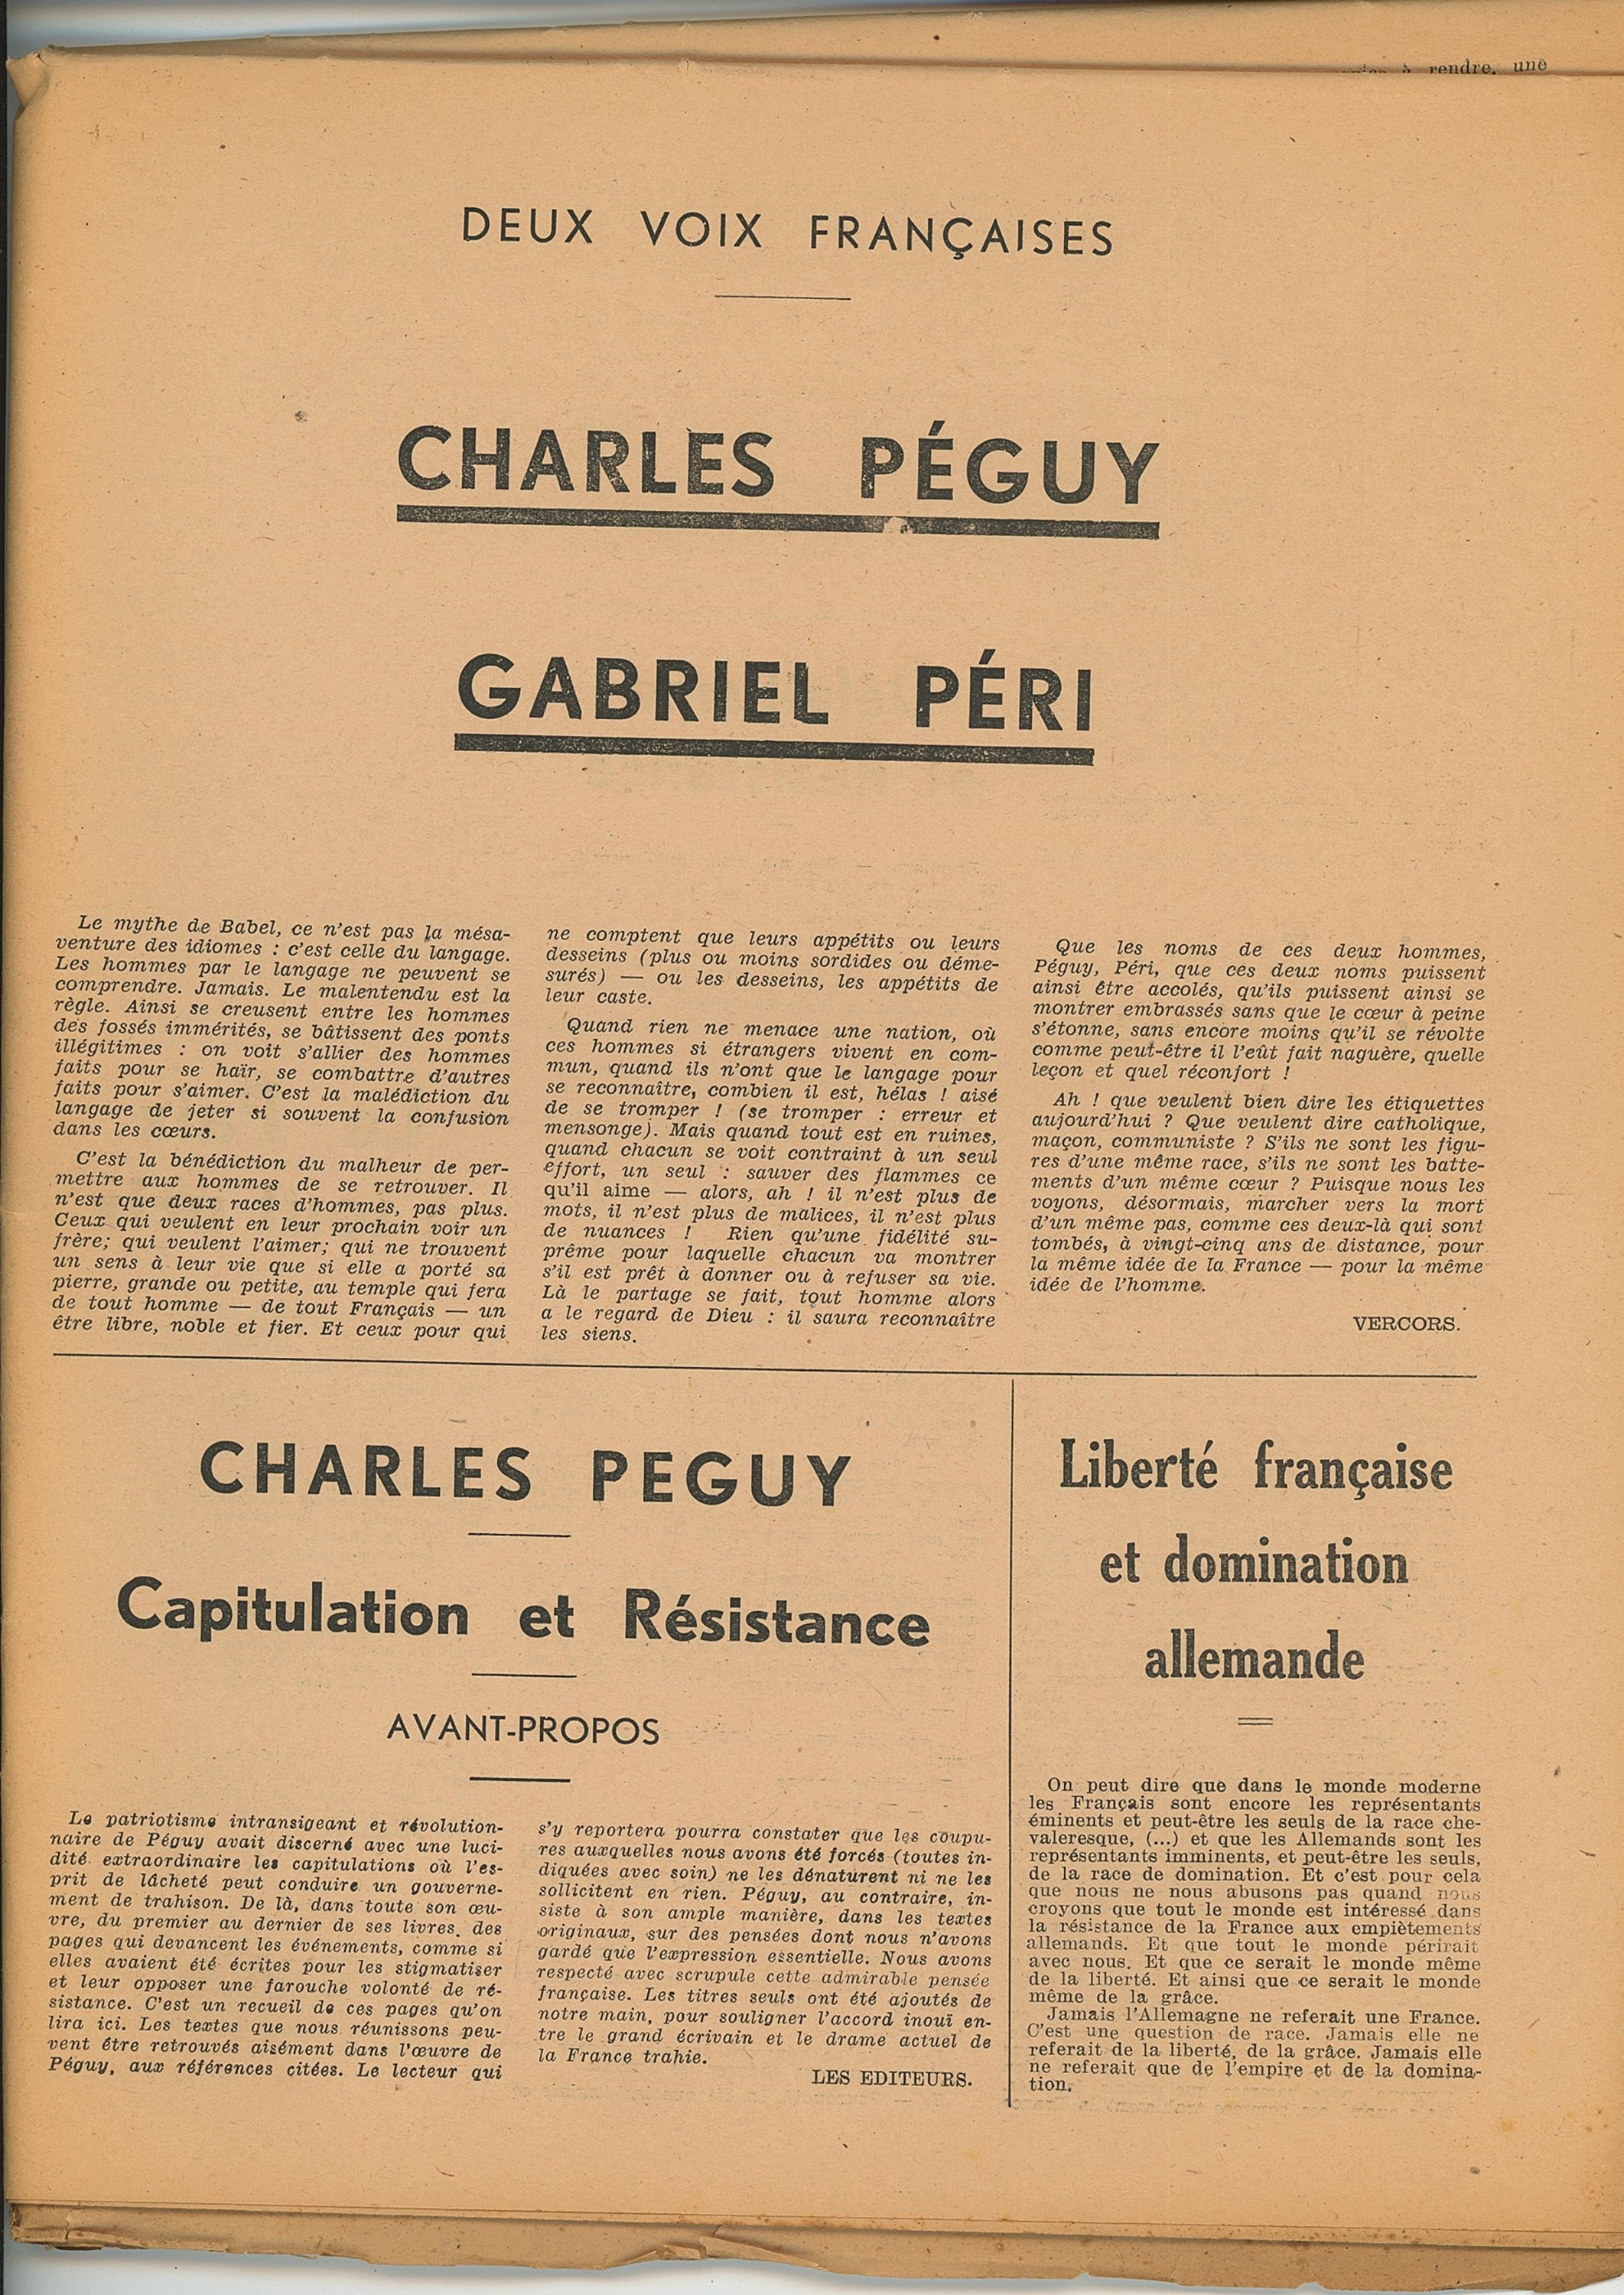 rendre, une
DEUX VOIX FRANÇAISES
CHARLES PÉGUY
GABRIEL PÉRI
Le mythe de Babel, ce n'est pas la mésa-
venture des idiomes : c'est celle du langage.
Les hommes par le langage ne peuvent se
comprendre. Jamais. Le malentendu est la
règle. Ainsi se creusent entre les hommes
des fossés immérités, se bâtissent des ponts
illégitimes : on voit s'allier des hommes
faits pour se haïr, se combattre d'autres
faits pour s'aimer. C'est la malédiction du
langage de jeter si souvent la confusion
dans les cœurs.
C'est la bénédiction du malheur de per-
mettre aux hommes de se retrouver. Il
n'est que deux races d'hommes, pas plus.
Ceux qui veulent en leur prochain voir un
frère; qui veulent l'aimer; qui ne trouvent
un sens à leur vie que si elle a porté sa
pierre, grande ou petite, au temple qui fera
de tout homme — de tout Français — un
être libre, noble et fier. Et ceux pour qui
ne comptent que leurs appétits ou leurs
desseins (plus ou moins sordides ou déme-
surés) — ou les desseins, les appétits de
leur caste.
Quand rien ne menace une nation, où
ces hommes si étrangers vivent en com-
mun, quand ils n'ont que le langage pour
se reconnaître, combien il est, hélas ! aisé
de se tromper ! (se tromper : erreur et
mensonge). Mais quand tout est en ruines,
quand chacun se voit contraint à un seul
effort, un seul : sauver des flammes ce
qu'il aime — alors, ah ! il n'est plus de
mots, il n'est plus de malices, il n'est plus
de nuances ! Rien qu'une fidélité su-
prême pour laquelle chacun va montrer
s'il est prêt à donner ou à refuser sa vie.
Là le partage se fait, tout homme alors
a le regard de Dieu : il saura reconnaître
les siens.
Que les noms de ces deux hommes,
Péguy, Péri, que ces deux noms puissent
ainsi être accolés, qu'ils puissent ainsi se
montrer embrassés sans que le cœur à peine
s'étonne, sans encore moins qu'il se révolte
comme peut-être il l'eût fait naguère, quelle
leçon et quel réconfort !
Ah ! que veulent bien dire les étiquettes
aujourd'hui ? Que veulent dire catholique,
maçon, communiste ? S'ils ne sont les figu-
res d'une même race, s'ils ne sont les batte-
ments d'un même cœur ? Puisque nous les
voyons, désormais, marcher vers la mort
d'un même pas, comme ces deux-là qui sont
tombés, à vingt-cinq ans de distance, pour
la même idée de la France — pour la même
idée de l'homme.
VERCORS.
CHARLES PEGUY
Capitulation et Résistance
AVANT-PROPOS
Le patriotisme intransigeant et révolution-
naire de Péguy avait discerné avec une luci-
dité extraordinaire les capitulations où l'es-
prit de lâcheté peut conduire un gouverne-
ment de trahison. De là, dans toute son œu-
vre, du premier au dernier de ses livres, des
pages qui devancent les événements, comme si
elles avaient été écrites pour les stigmatiser
et leur opposer une farouche volonté de ré-
sistance. C'est un recueil de ces pages qu'on
lira ici. Les textes que nous réunissons peu-
vent être retrouvés aisément dans l'œuvre de
Péguy, aux références citées. Le lecteur qui
s'y reportera pourra constater que les coupu-
res auxquelles nous avons été forcés (toutes in-
diquées avec soin) ne les dénaturent ni ne les
sollicitent en rien. Péguy, au contraire, in-
siste à son ample manière, dans les textes
originaux, sur des pensées dont nous n'avons
gardé que l'expression essentielle. Nous avons
respecté avec scrupule cette admirable pensée
française. Les titres seuls ont été ajoutés de
notre main, pour souligner l'accord inouï en-
tre le grand écrivain et le drame actuel de
la France trahie.
LES EDITEURS.
Liberté française
et domination
allemande
On peut dire que dans le monde moderne
les Français sont encore les représentants
éminents et peut-être les seuls de la race che-
valeresque, (...) et que les Allemands sont les
représentants imminents, et peut-être les seuls,
de la race de domination. Et c'est pour cela
que nous ne nous abusons pas quand nous
croyons que tout le monde est intéressé dans
la résistance de la France aux empiètements
allemands. Et que tout le monde périrait
avec nous. Et que ce serait le monde même
de la liberté. Et ainsi que ce serait le monde
même de la grâce.
Jamais l'Allemagne ne referait une France.
C'est une question de race. Jamais elle ne
referait de la liberté, de la grâce. Jamais elle
ne referait que de l'empire et de la domina-
tion.